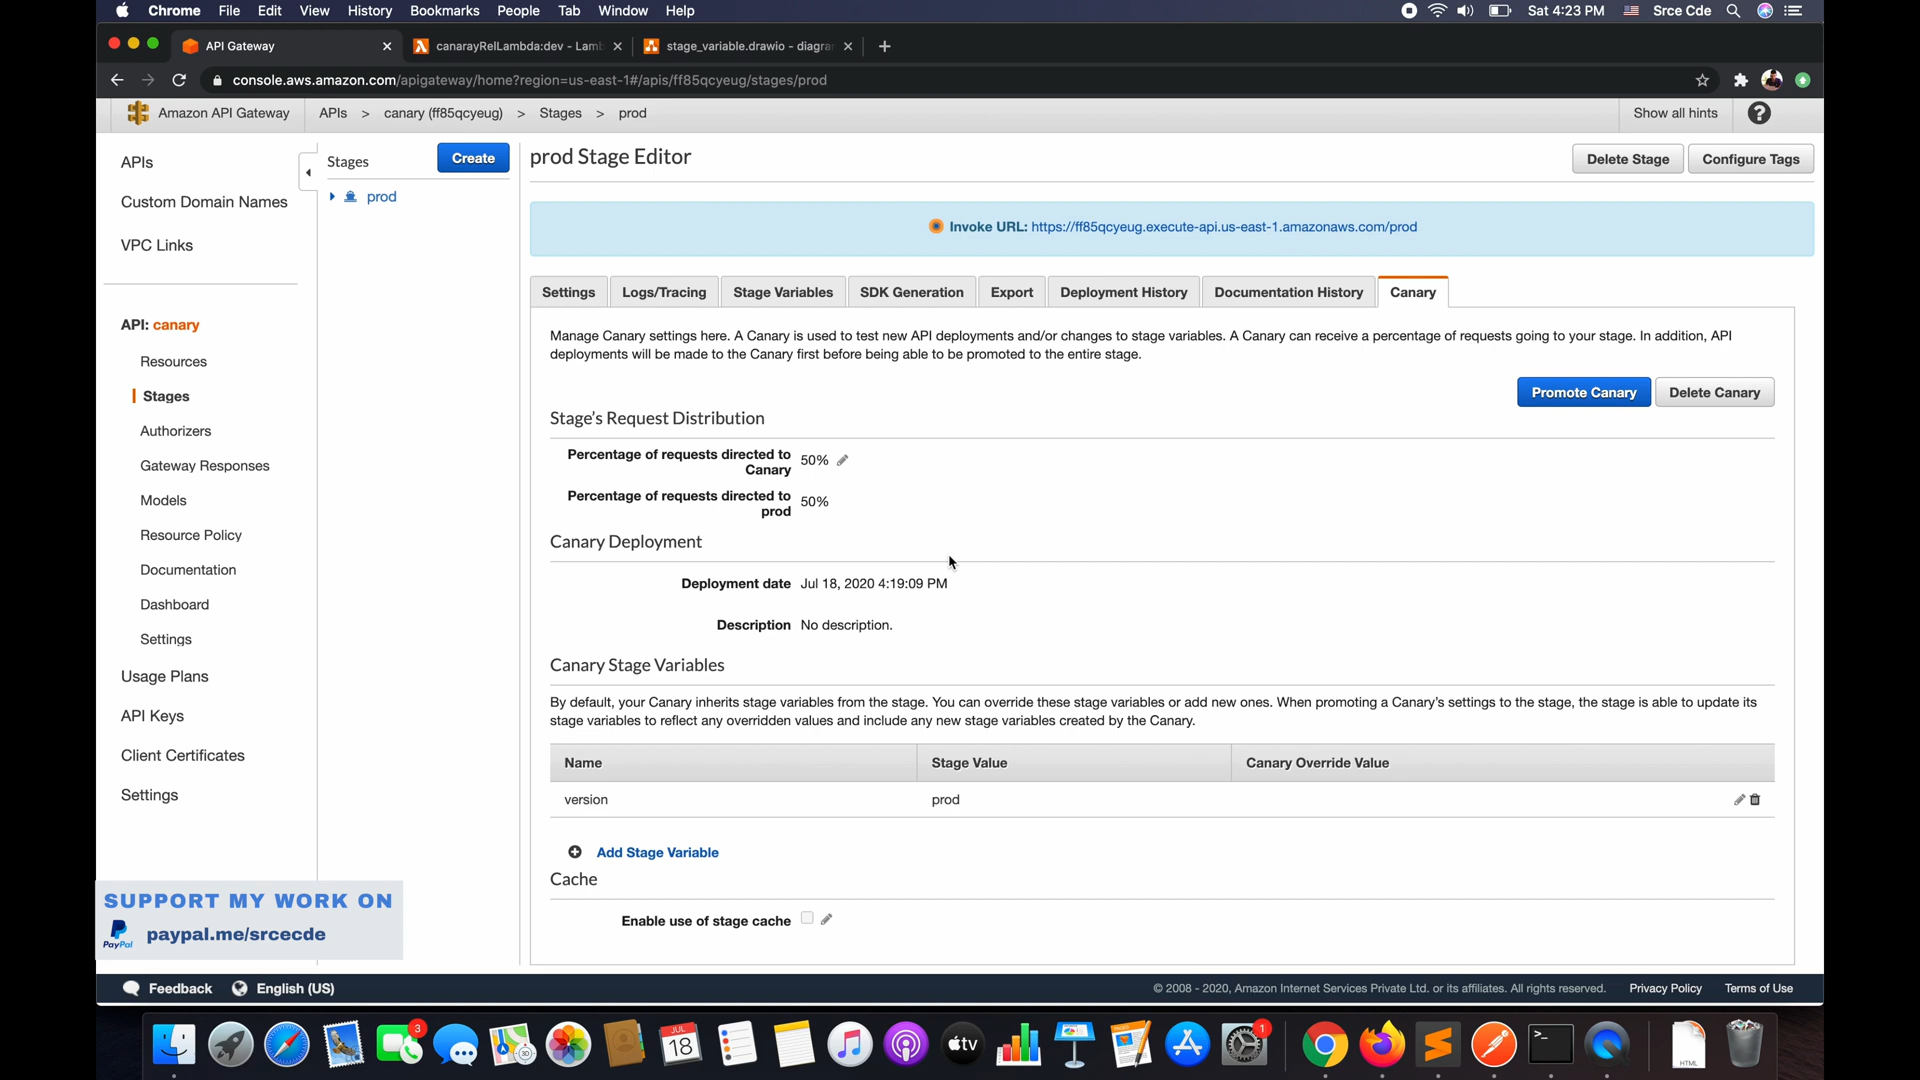 Chrome File Edit View History Bookmarks People Tab Window Help Sat 4:23 PM Srce Cde
API Gateway canarayRelLambda:dev - Lamb stage_variable.drawio - diagra
console.aws.amazon.com/apigateway/home?region=us-east-1#/apis/ff85qcyeug/stages/prod
Amazon API Gateway APIs > canary (ff85qcyeug) > Stages > prod Show all hints ?
APIs
Custom Domain Names
VPC Links
API: canary
Resources
Stages
Authorizers
Gateway Responses
Models
Resource Policy
Documentation
Dashboard
Settings
Usage Plans
API Keys
Client Certificates
Settings
Stages Create
prod
prod Stage Editor Delete Stage Configure Tags
Invoke URL: https://ff85qcyeug.execute-api.us-east-1.amazonaws.com/prod
Settings Logs/Tracing Stage Variables SDK Generation Export Deployment History Documentation History Canary
Manage Canary settings here. A Canary is used to test new API deployments and/or changes to stage variables. A Canary can receive a percentage of requests going to your stage. In addition, API
deployments will be made to the Canary first before being able to be promoted to the entire stage.
Promote Canary Delete Canary
Stage's Request Distribution
Percentage of requests directed to
Canary 50%
Percentage of requests directed to
prod 50%
Canary Deployment
Deployment date Jul 18, 2020 4:19:09 PM
Description No description.
Canary Stage Variables
By default, your Canary inherits stage variables from the stage. You can override these stage variables or add new ones. When promoting a Canary's settings to the stage, the stage is able to update its
stage variables to reflect any overridden values and include any new stage variables created by the Canary.
Name Stage Value Canary Override Value
version prod
Add Stage Variable
Cache
Enable use of stage cache
SUPPORT MY WORK ON
PayPal paypal.me/srcecde
Feedback English (US) © 2008 - 2020, Amazon Internet Services Private Ltd. or its affiliates. All rights reserved. Privacy Policy Terms of Use
3 3D JUL 18 tv 1 >_ HTML